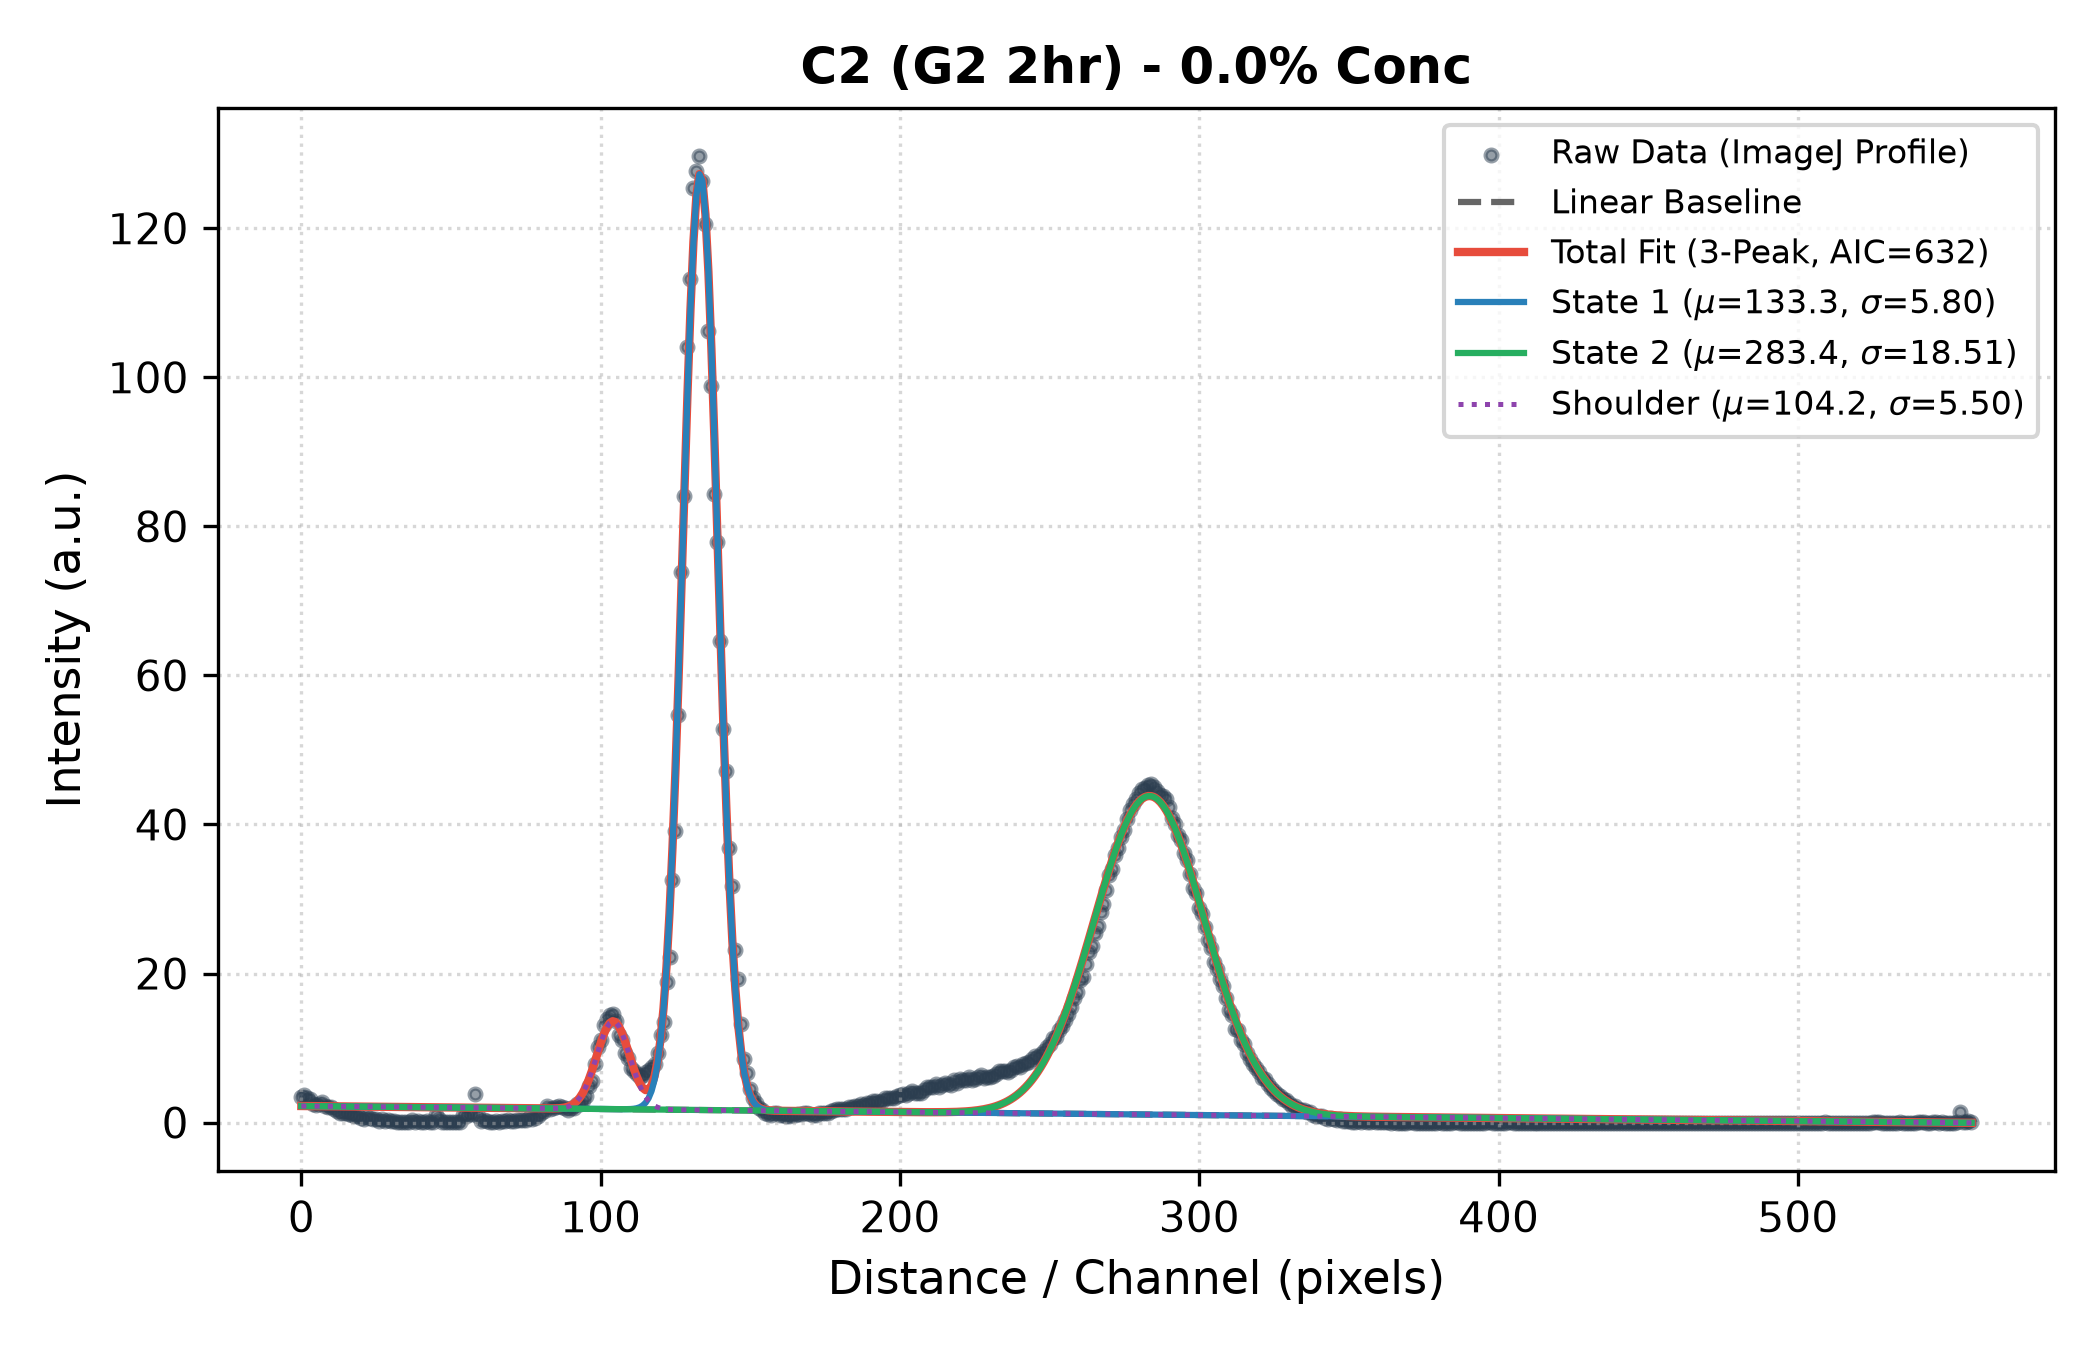 C2 (G2 2hr) - 0.0% Conc
Raw Data (ImageJ Profile)
Linear Baseline
Total Fit (3-Peak, AIC=632)
State 1 (μ=133.3, σ=5.80)
State 2 (μ=283.4, σ=18.51)
Shoulder (μ=104.2, σ=5.50)
Intensity (a.u.)
120
100
80
60
40
20
0
0 100 200 300 400 500
Distance / Channel (pixels)